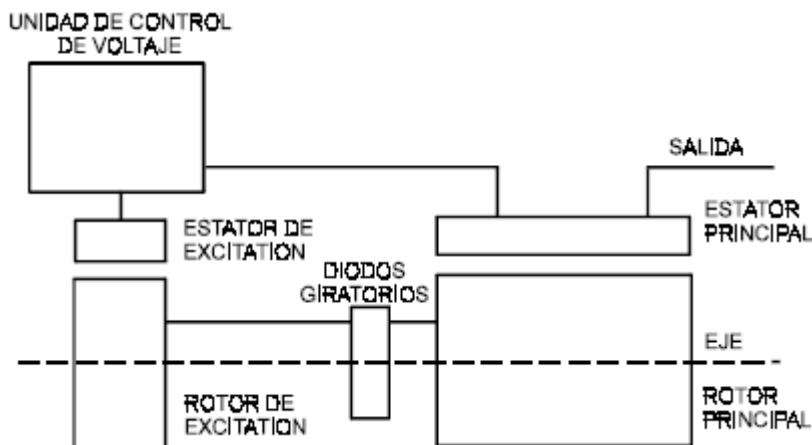 UNIDAD DE CONTROL
DE VOLTAJE
SALIDA
ESTATOR DE
EXCITATION
ESTATOR
PRINCIPAL
DIODOS
GIRATORIOS
EJE
ROTOR DE
EXCITATION
ROTOR
PRINCIPAL